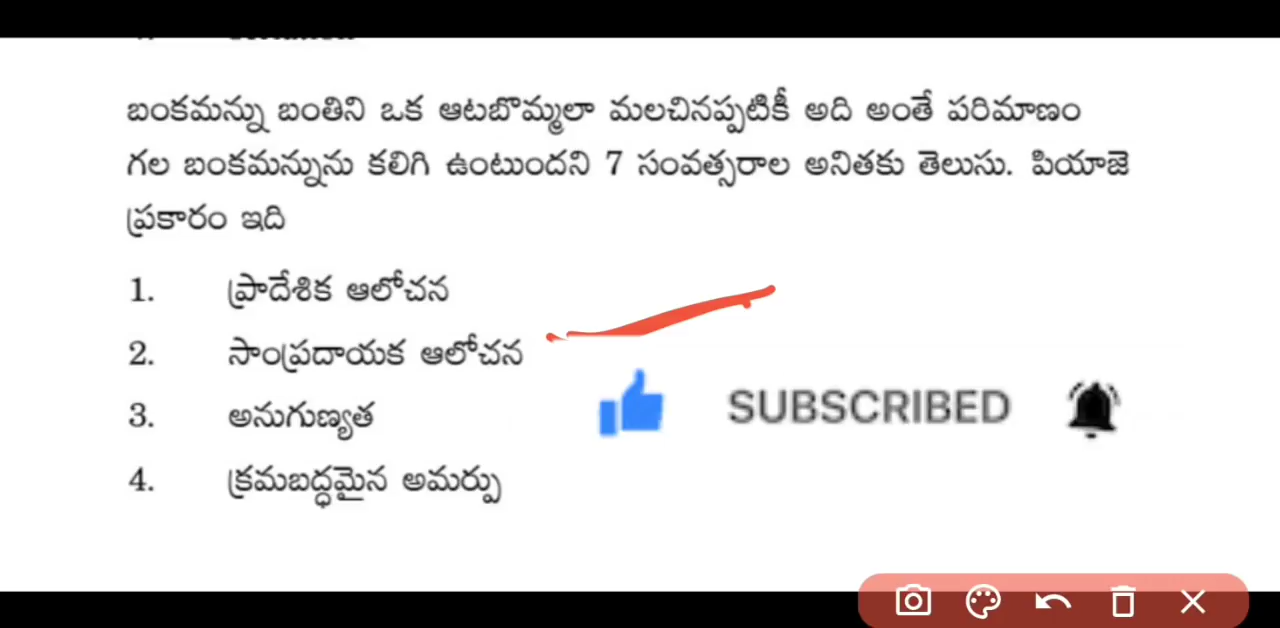 బంకమన్ను బంతిని ఒక ఆటబొమ్మలా మలచినప్పటికీ అది అంతే పరిమాణం
గల బంకమన్నును కలిగి ఉంటుందని 7 సంవత్సరాల అనితకు తెలుసు. పియాజె
ప్రకారం ఇది
1. ప్రాదేశిక ఆలోచన
2. సాంప్రదాయక ఆలోచన
3. అనుగుణ్యత
SUBSCRIBED
4. క్రమబద్ధమైన అమర్పు